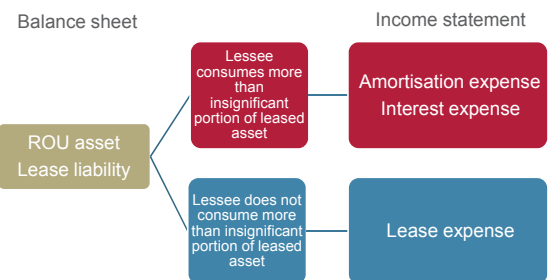 Balance sheet
Income statement
Lessee
consumes more
than
insignificant
portion of leased
asset
Amortisation expense
Interest expense
ROU asset
Lease liability
Lessee does not
consume more
than insignificant
portion of leased
asset
Lease expense